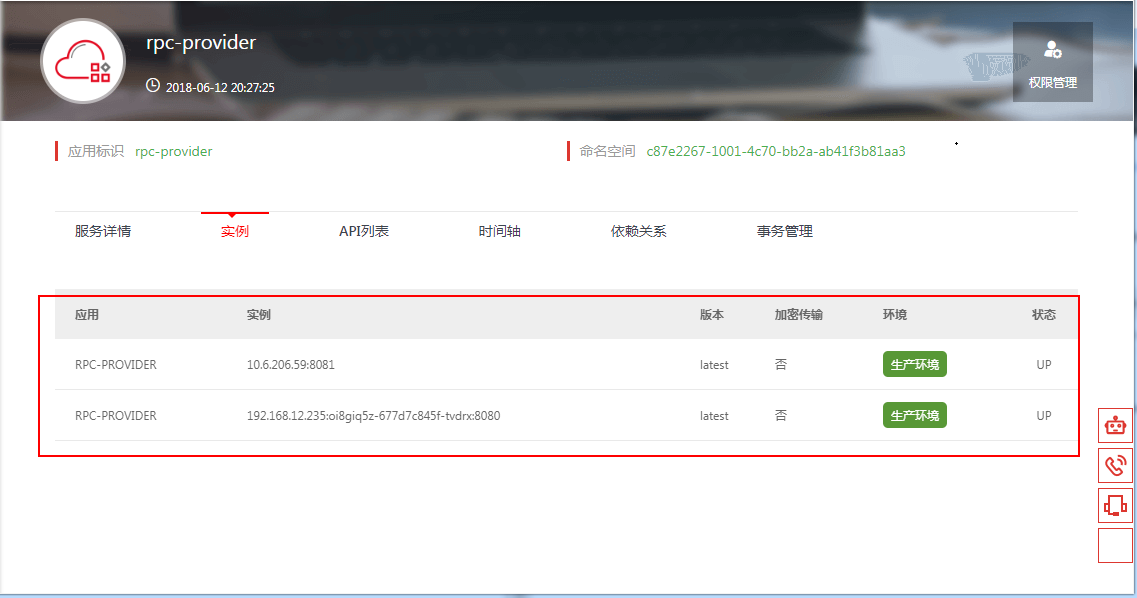 rpc-provider
2018-06-12 20:27:25
权限管理
应用标识 rpc-provider 命名空间 c87e2267-1001-4c70-bb2a-ab41f3b81aa3
服务详情 实例 API列表 时间轴 依赖关系 事务管理
应用 实例 版本 加密传输 环境 状态
RPC-PROVIDER 10.6.206.59:8081 latest 否 生产环境 UP
RPC-PROVIDER 192.168.12.235:oi8giq5z-677d7c845f-tvdrx:8080 latest 否 生产环境 UP